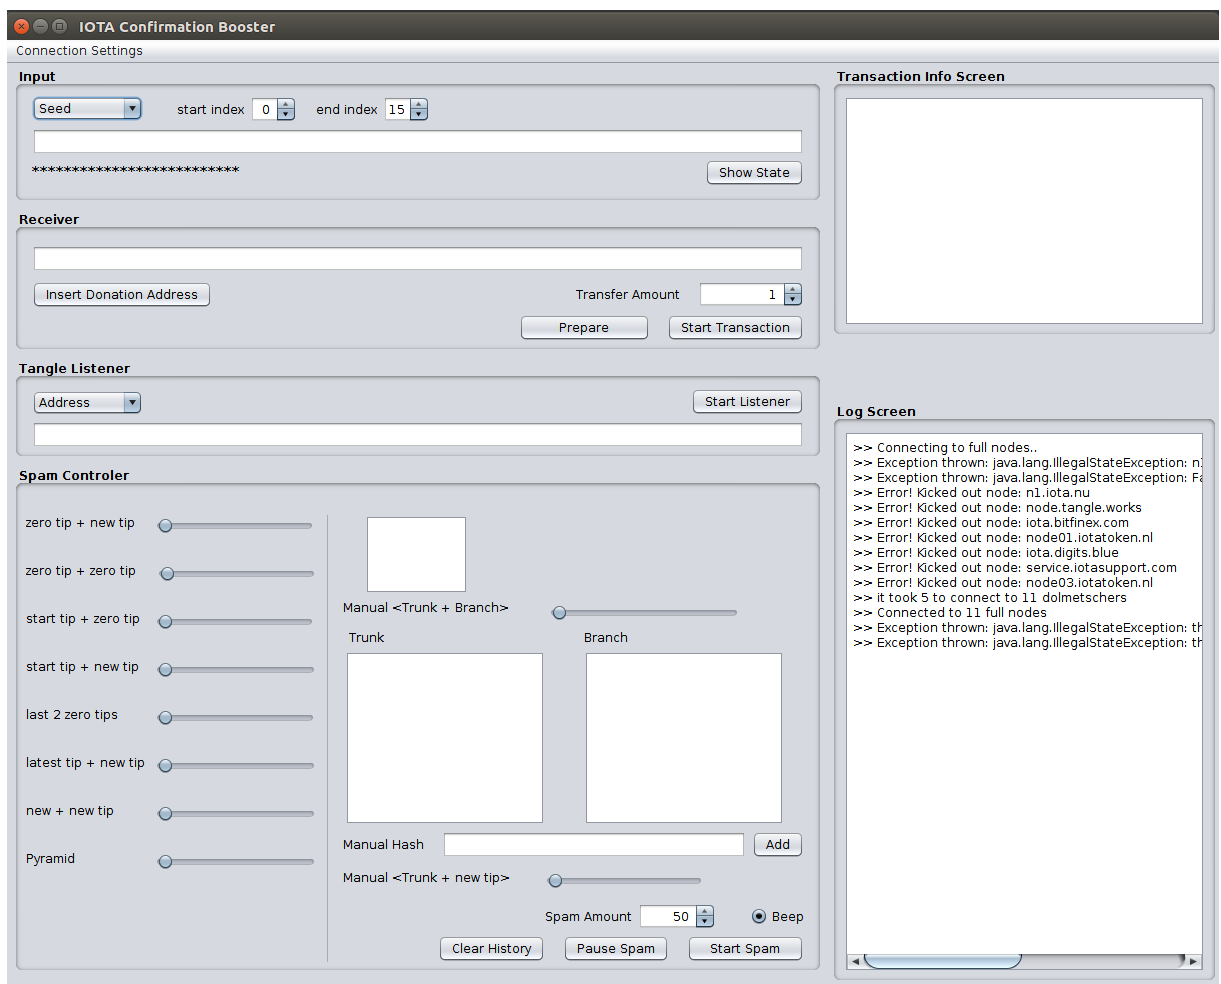 IOTA Confirmation Booster
Connection Settings
Input
Seed
start index 0
end index 15
**************************
Show State
Receiver
Insert Donation Address
Transfer Amount 1
Prepare
Start Transaction
Tangle Listener
Address
Start Listener
Spam Controler
zero tip + new tip
zero tip + zero tip
start tip + zero tip
start tip + new tip
last 2 zero tips
latest tip + new tip
new + new tip
Pyramid
Manual <Trunk + Branch>
Trunk
Branch
Manual Hash
Add
Manual <Trunk + new tip>
Spam Amount 50
Beep
Clear History
Pause Spam
Start Spam
Transaction Info Screen
Log Screen
>> Connecting to full nodes..
>> Exception thrown: java.lang.IllegalStateException: n
>> Exception thrown: java.lang.IllegalStateException: Fa
>> Error! Kicked out node: n1.iota.nu
>> Error! Kicked out node: node.tangle.works
>> Error! Kicked out node: iota.bitfinex.com
>> Error! Kicked out node: node01.iotatoken.nl
>> Error! Kicked out node: iota.digits.blue
>> Error! Kicked out node: service.iotasupport.com
>> Error! Kicked out node: node03.iotatoken.nl
>> it took 5 to connect to 11 dolmetschers
>> Connected to 11 full nodes
>> Exception thrown: java.lang.IllegalStateException: th
>> Exception thrown: java.lang.IllegalStateException: th